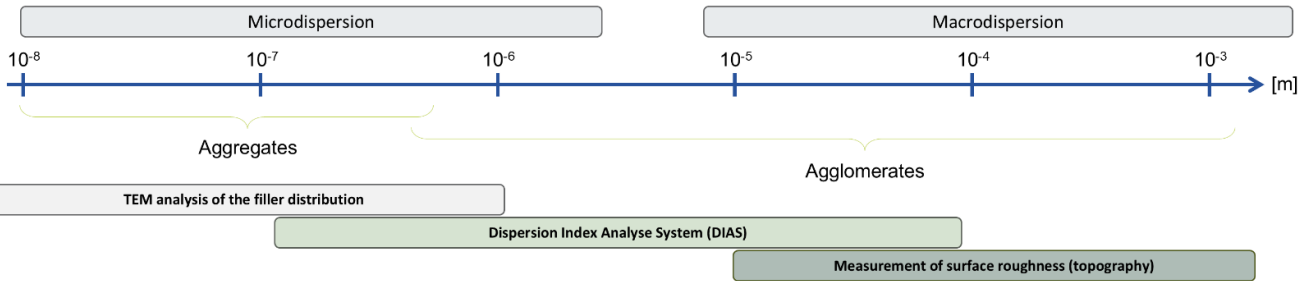 Microdispersion
Macrodispersion
10-8 10-7 10-6 10-5 10-4 10-3
[m]
Aggregates
Agglomerates
TEM analysis of the filler distribution
Dispersion Index Analyse System (DIAS)
Measurement of surface roughness (topography)